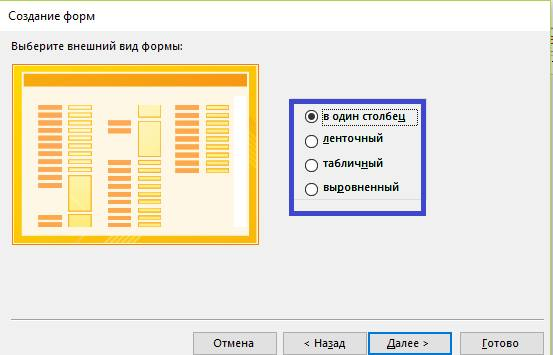 Создание форм
Выберите внешний вид формы:
в один столбец
ленточный
табличный
выровненный
Отмена
< Назад
Далее >
Готово